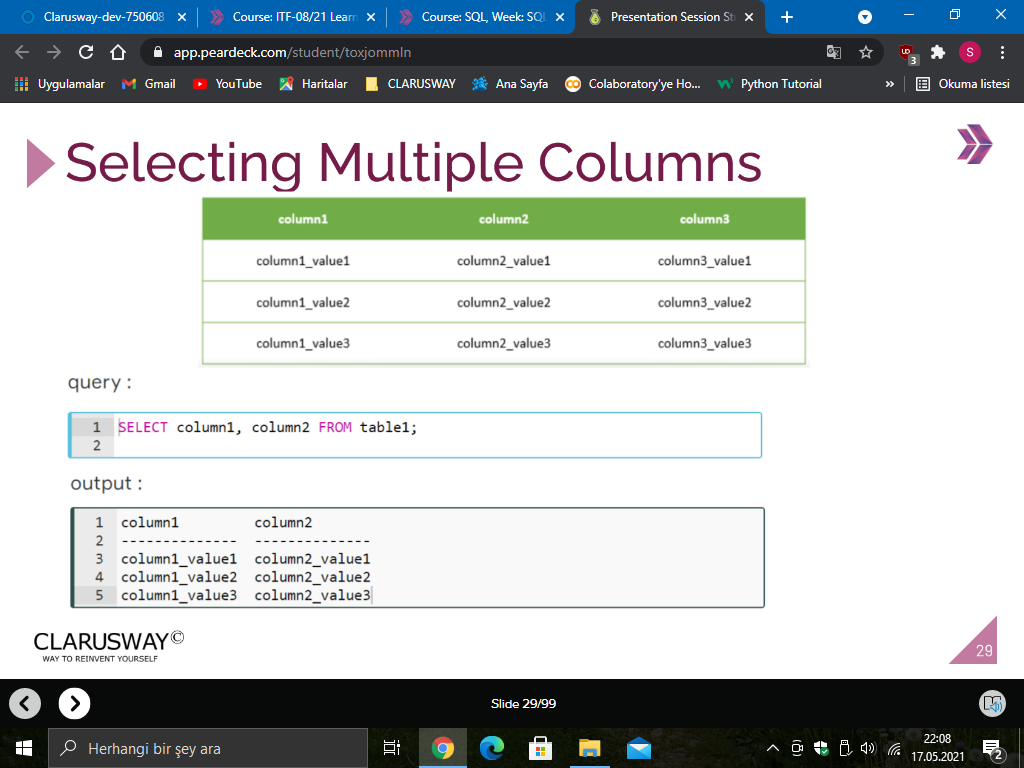 Clarusway-dev-750608
Course: ITF-08/21 Learn
Course: SQL, Week: SQL
Presentation Session St
app.peardeck.com/student/toxjommln
UD
3
S
Uygulamalar
Gmail
YouTube
Haritalar
CLARUSWAY
Ana Sayfa
Colaboratory'ye Ho...
Python Tutorial
»
Okuma listesi
Selecting Multiple Columns
column1 column2 column3
column1_value1 column2_value1 column3_value1
column1_value2 column2_value2 column3_value2
column1_value3 column2_value3 column3_value3
query :
1 SELECT column1, column2 FROM table1;
2
output :
1 column1 column2
2 -------------- --------------
3 column1_value1 column2_value1
4 column1_value2 column2_value2
5 column1_value3 column2_value3
CLARUSWAY©
WAY TO REINVENT YOURSELF
29
Slide 29/99
Herhangi bir şey ara
22:08
17.05.2021
2